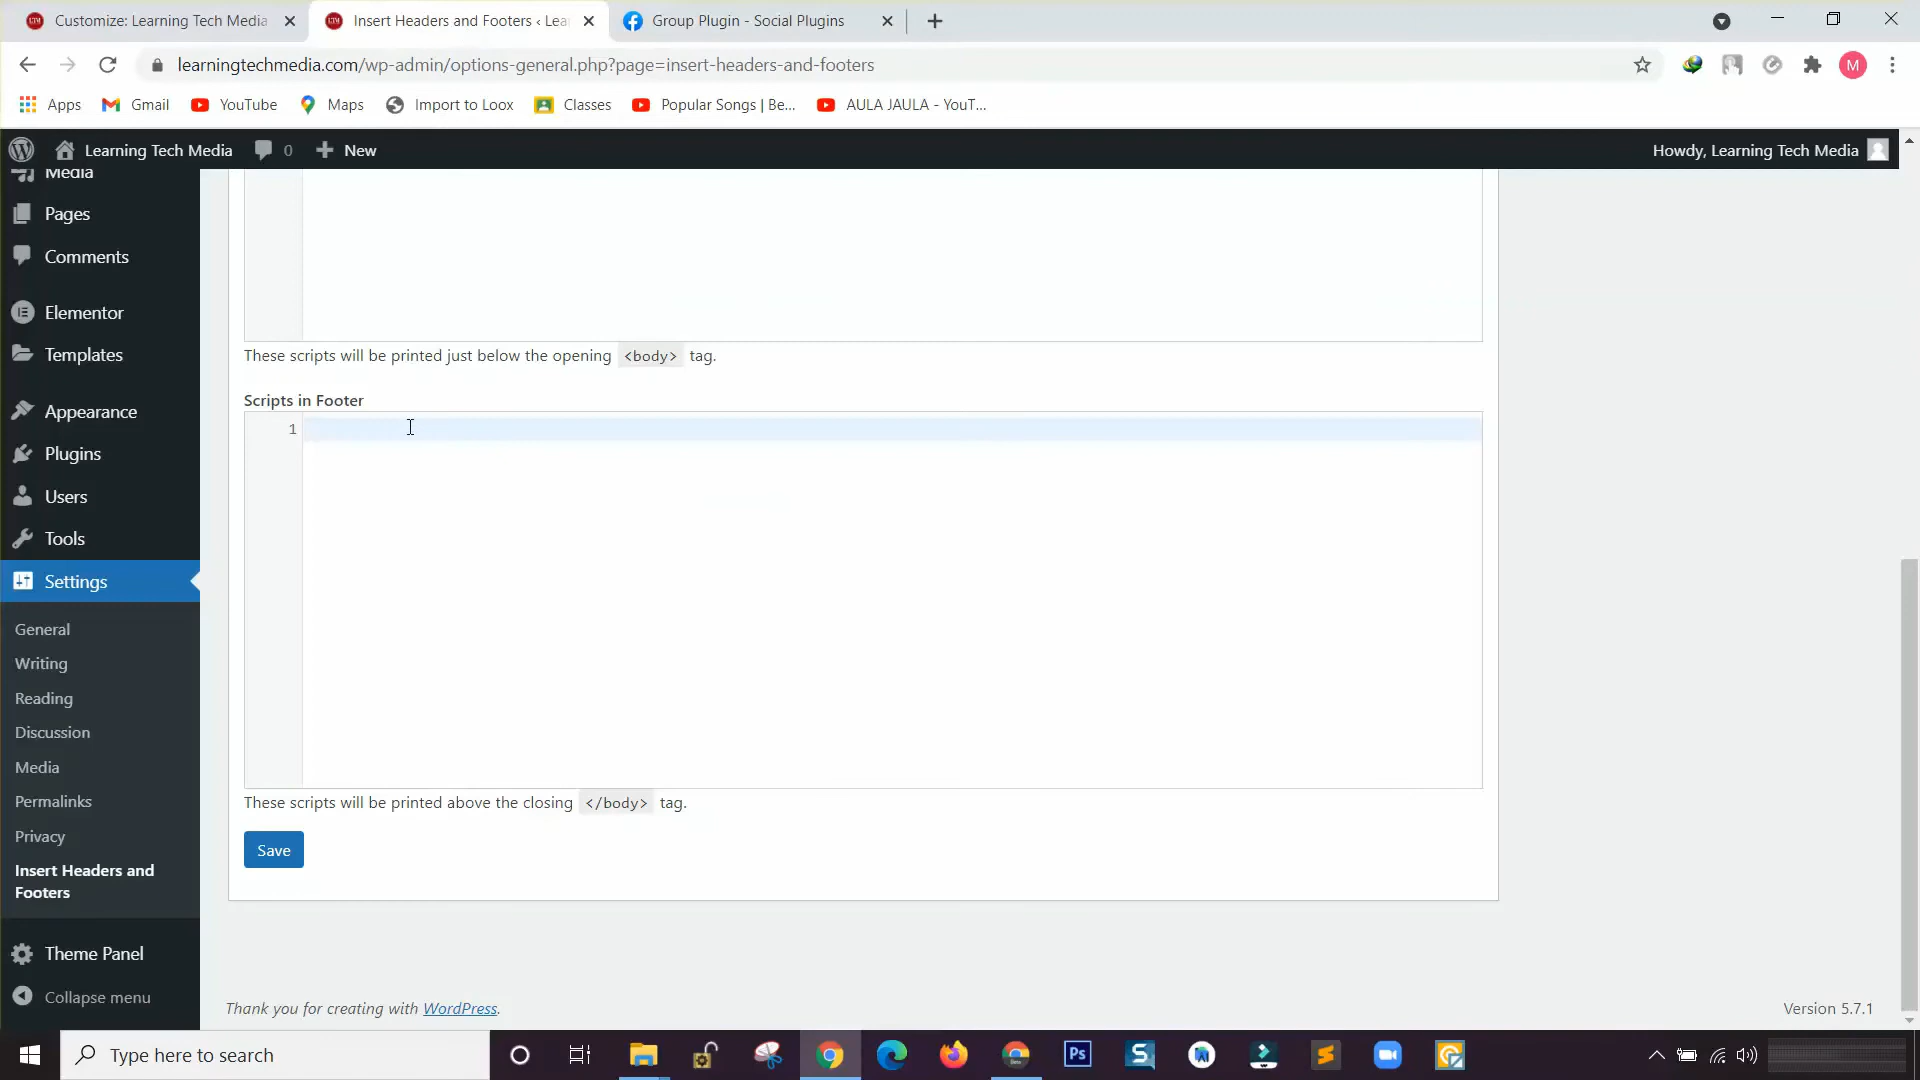 Customize: Learning Tech Media
Insert Headers and Footers ‹ Lea
Group Plugin - Social Plugins
learningtechmedia.com/wp-admin/options-general.php?page=insert-headers-and-footers
M
Apps
Gmail
YouTube
Maps
Import to Loox
Classes
Popular Songs | Be...
AULA JAULA - YouT...
Learning Tech Media
0
New
Howdy, Learning Tech Media
Media
Pages
Comments
Elementor
Templates
Appearance
Plugins
Users
Tools
Settings
General
Writing
Reading
Discussion
Media
Permalinks
Privacy
Insert Headers and
Footers
Theme Panel
Collapse menu
These scripts will be printed just below the opening <body> tag.
Scripts in Footer
1
These scripts will be printed above the closing </body> tag.
Save
Thank you for creating with WordPress.
Version 5.7.1
Type here to search
Ps